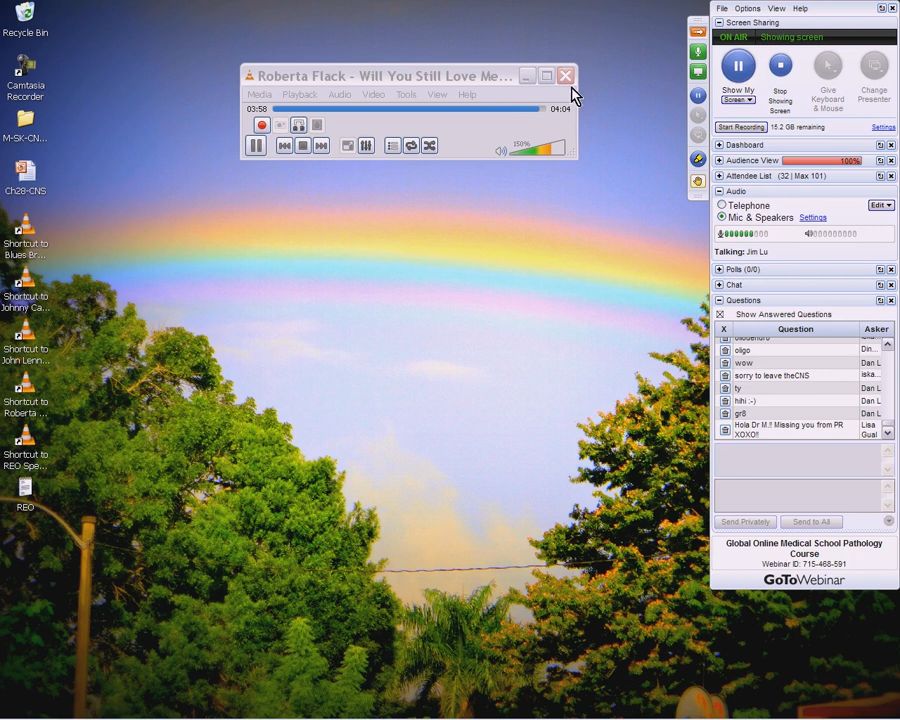 Recycle Bin
Camtasia
Recorder
M-SK-CN...
Ch28-CNS
Shortcut to
Blues Br...
Shortcut to
Johnny Ca...
Shortcut to
John Lenn...
Shortcut to
Roberta ...
Shortcut to
REO Spe...
REO
Roberta Flack - Will You Still Love Me...
Media Playback Audio Video Tools View Help
03:58 04:04
150%
File Options View Help
Screen Sharing
ON AIR Showing screen
Show My
Screen
Stop
Showing
Screen
Give
Keyboard
& Mouse
Change
Presenter
Start Recording 15.2 GB remaining Settings
Dashboard
Audience View 100%
Attendee List (32 | Max 101)
Audio
Telephone Edit
Mic & Speakers Settings
Talking: Jim Lu
Polls (0/0)
Chat
Questions
Show Answered Questions
X Question Asker
oligo Din...
wow Dan L
sorry to leave theCNS iska...
ty Dan L
hihi :-) Dan L
gr8 Dan L
Hola Dr M.!! Missing you from PR Lisa
XOXO!! Gual
Send Privately Send to All
Global Online Medical School Pathology
Course
Webinar ID: 715-468-591
GoToWebinar